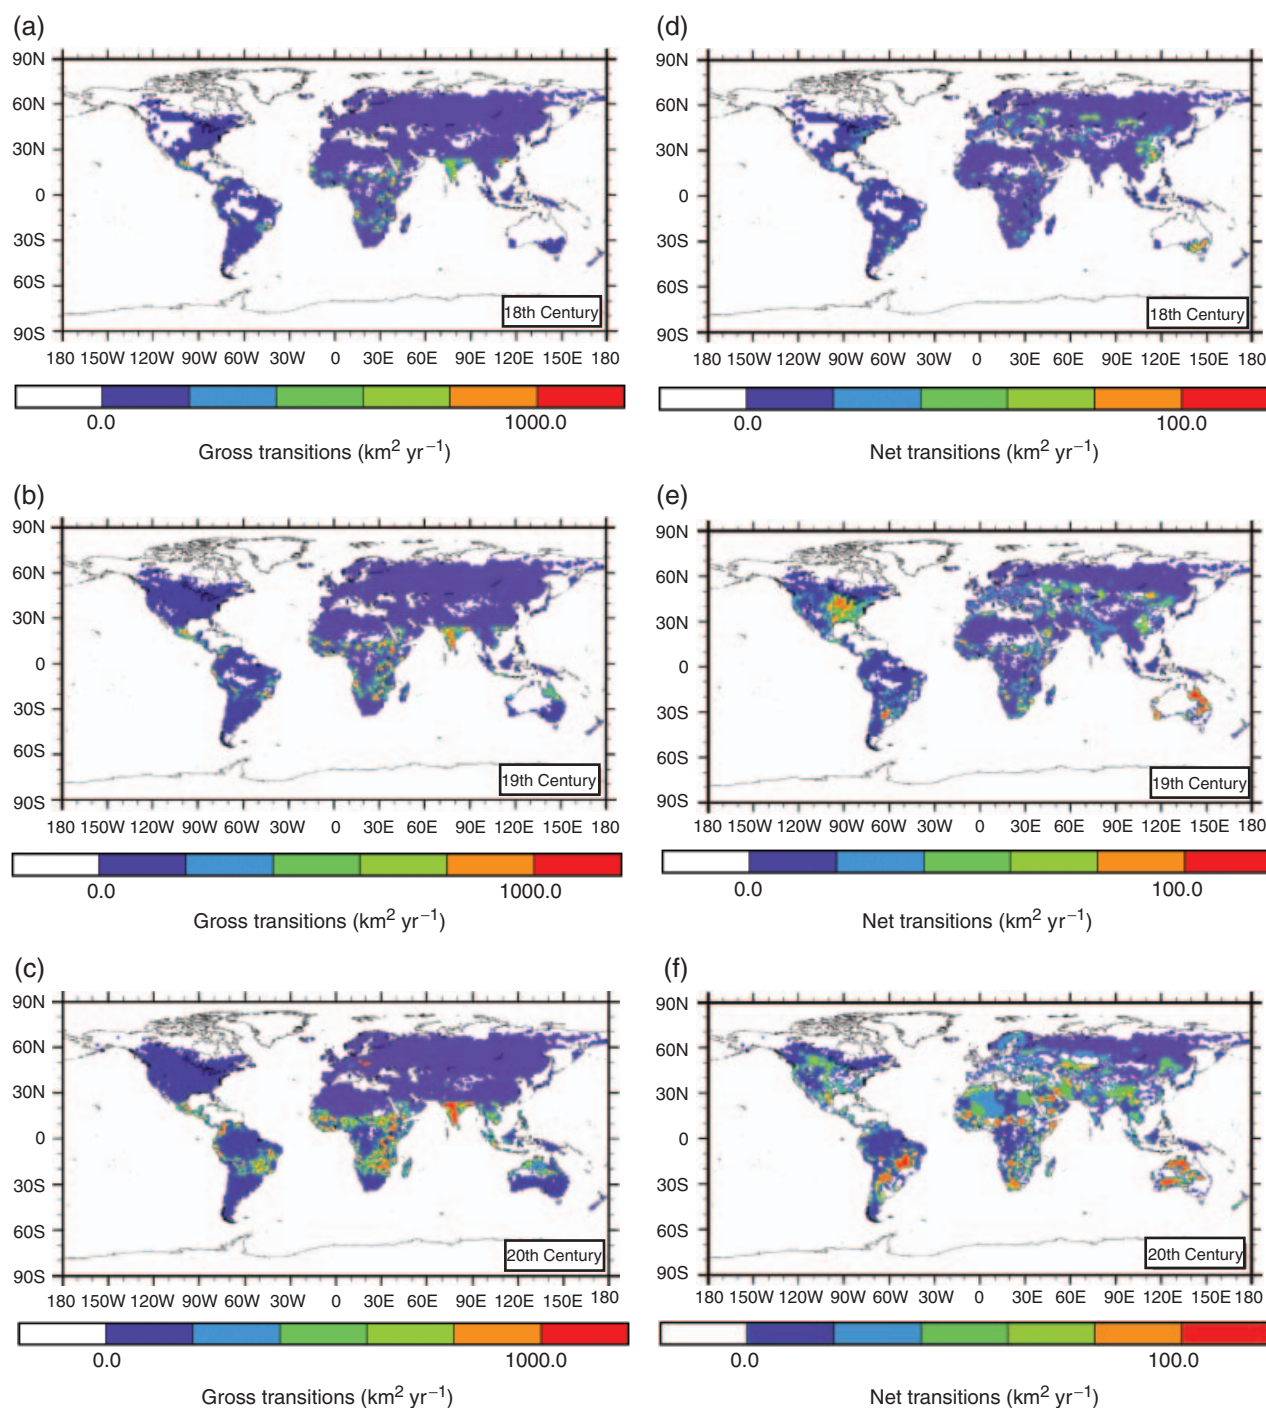 (a)
90N
60N
30N
0
30S
60S
90S
18th Century
180 150W 120W 90W 60W 30W 0 30E 60E 90E 120E 150E 180
0.0 1000.0
Gross transitions (km² yr⁻¹)
(d)
90N
60N
30N
0
30S
60S
90S
18th Century
180 150W 120W 90W 60W 30W 0 30E 60E 90E 120E 150E 180
0.0 100.0
Net transitions (km² yr⁻¹)
(b)
90N
60N
30N
0
30S
60S
90S
19th Century
180 150W 120W 90W 60W 30W 0 30E 60E 90E 120E 150E 180
0.0 1000.0
Gross transitions (km² yr⁻¹)
(e)
90N
60N
30N
0
30S
60S
90S
19th Century
180 150W 120W 90W 60W 30W 0 30E 60E 90E 120E 150E 180
0.0 100.0
Net transitions (km² yr⁻¹)
(c)
90N
60N
30N
0
30S
60S
90S
20th Century
180 150W 120W 90W 60W 30W 0 30E 60E 90E 120E 150E 180
0.0 1000.0
Gross transitions (km² yr⁻¹)
(f)
90N
60N
30N
0
30S
60S
90S
20th Century
180 150W 120W 90W 60W 30W 0 30E 60E 90E 120E 150E 180
0.0 100.0
Net transitions (km² yr⁻¹)